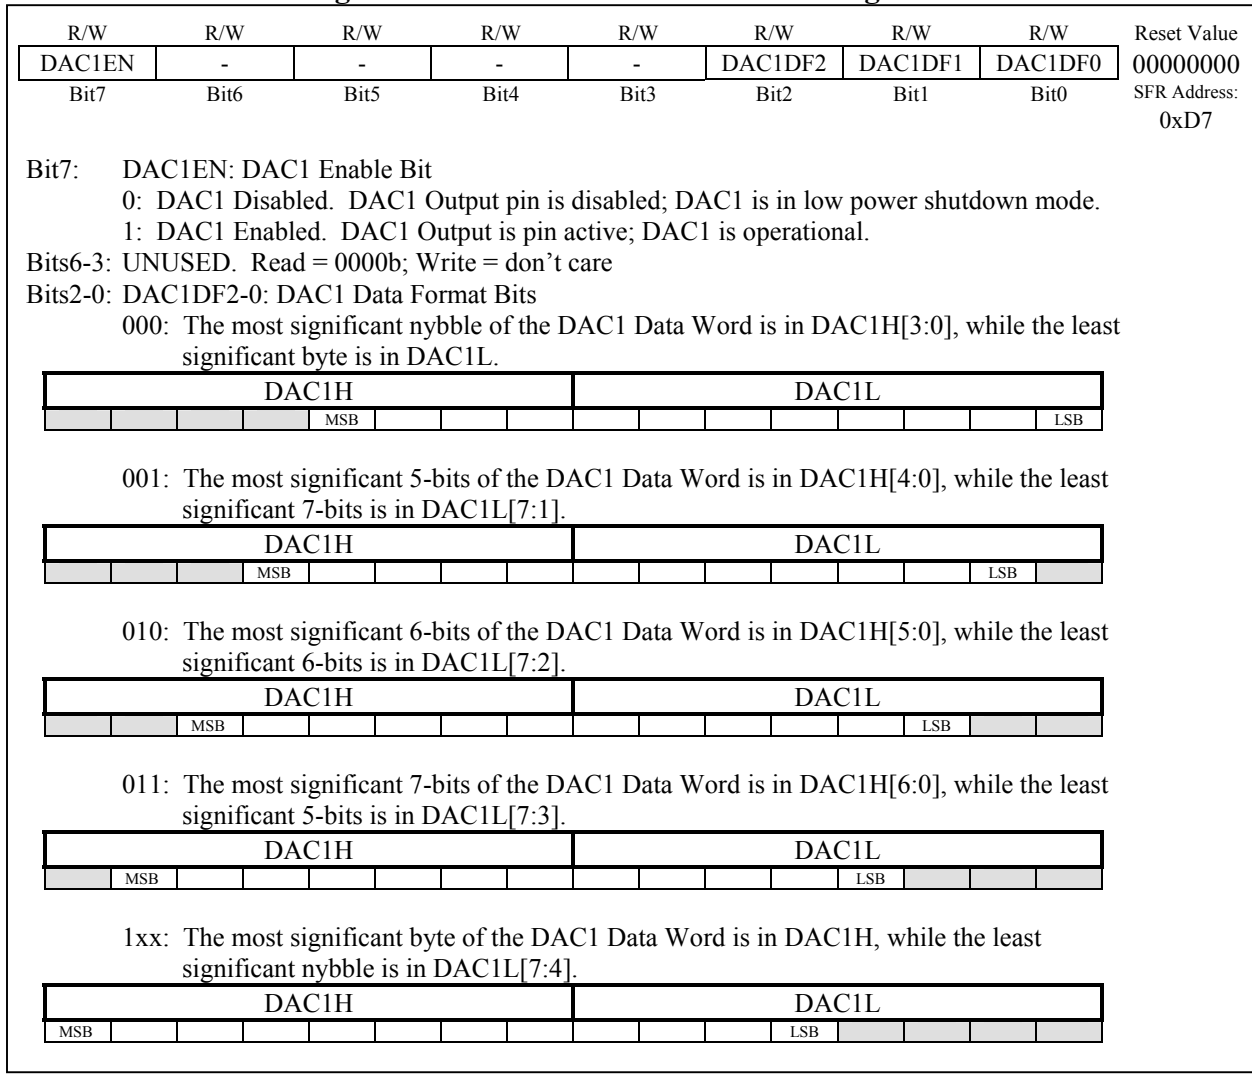 R/W R/W R/W R/W R/W R/W R/W R/W Reset Value
DAC1EN - - - - DAC1DF2 DAC1DF1 DAC1DF0 00000000
Bit7 Bit6 Bit5 Bit4 Bit3 Bit2 Bit1 Bit0 SFR Address:
0xD7
Bit7: DAC1EN: DAC1 Enable Bit
0: DAC1 Disabled. DAC1 Output pin is disabled; DAC1 is in low power shutdown mode.
1: DAC1 Enabled. DAC1 Output is pin active; DAC1 is operational.
Bits6-3: UNUSED. Read = 0000b; Write = don't care
Bits2-0: DAC1DF2-0: DAC1 Data Format Bits
000: The most significant nybble of the DAC1 Data Word is in DAC1H[3:0], while the least
significant byte is in DAC1L.
DAC1H DAC1L
MSB LSB
001: The most significant 5-bits of the DAC1 Data Word is in DAC1H[4:0], while the least
significant 7-bits is in DAC1L[7:1].
DAC1H DAC1L
MSB LSB
010: The most significant 6-bits of the DAC1 Data Word is in DAC1H[5:0], while the least
significant 6-bits is in DAC1L[7:2].
DAC1H DAC1L
MSB LSB
011: The most significant 7-bits of the DAC1 Data Word is in DAC1H[6:0], while the least
significant 5-bits is in DAC1L[7:3].
DAC1H DAC1L
MSB LSB
1xx: The most significant byte of the DAC1 Data Word is in DAC1H, while the least
significant nybble is in DAC1L[7:4].
DAC1H DAC1L
MSB LSB